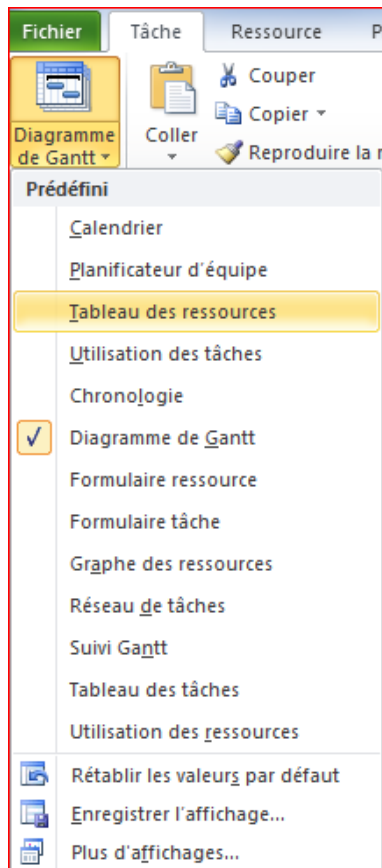 Fichier Tâche Ressource P
Couper
Copier
Reproduire la
Diagramme de Gantt
Coller
Prédéfini
Calendrier
Planificateur d'équipe
Tableau des ressources
Utilisation des tâches
Chronologie
Diagramme de Gantt
Formulaire ressource
Formulaire tâche
Graphe des ressources
Réseau de tâches
Suivi Gantt
Tableau des tâches
Utilisation des ressources
Rétablir les valeurs par défaut
Enregistrer l'affichage...
Plus d'affichages...